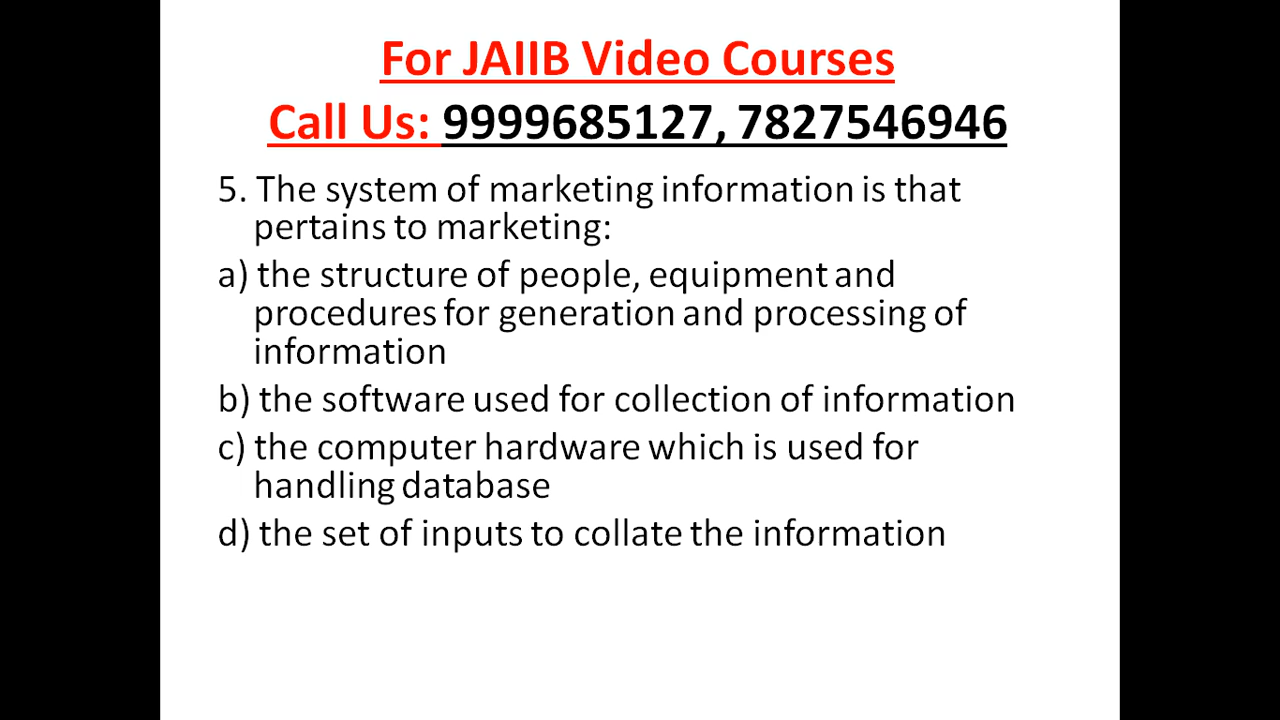 For JAIIB Video Courses
Call Us: 9999685127, 7827546946
5. The system of marketing information is that
pertains to marketing:
a) the structure of people, equipment and
procedures for generation and processing of
information
b) the software used for collection of information
c) the computer hardware which is used for
handling database
d) the set of inputs to collate the information